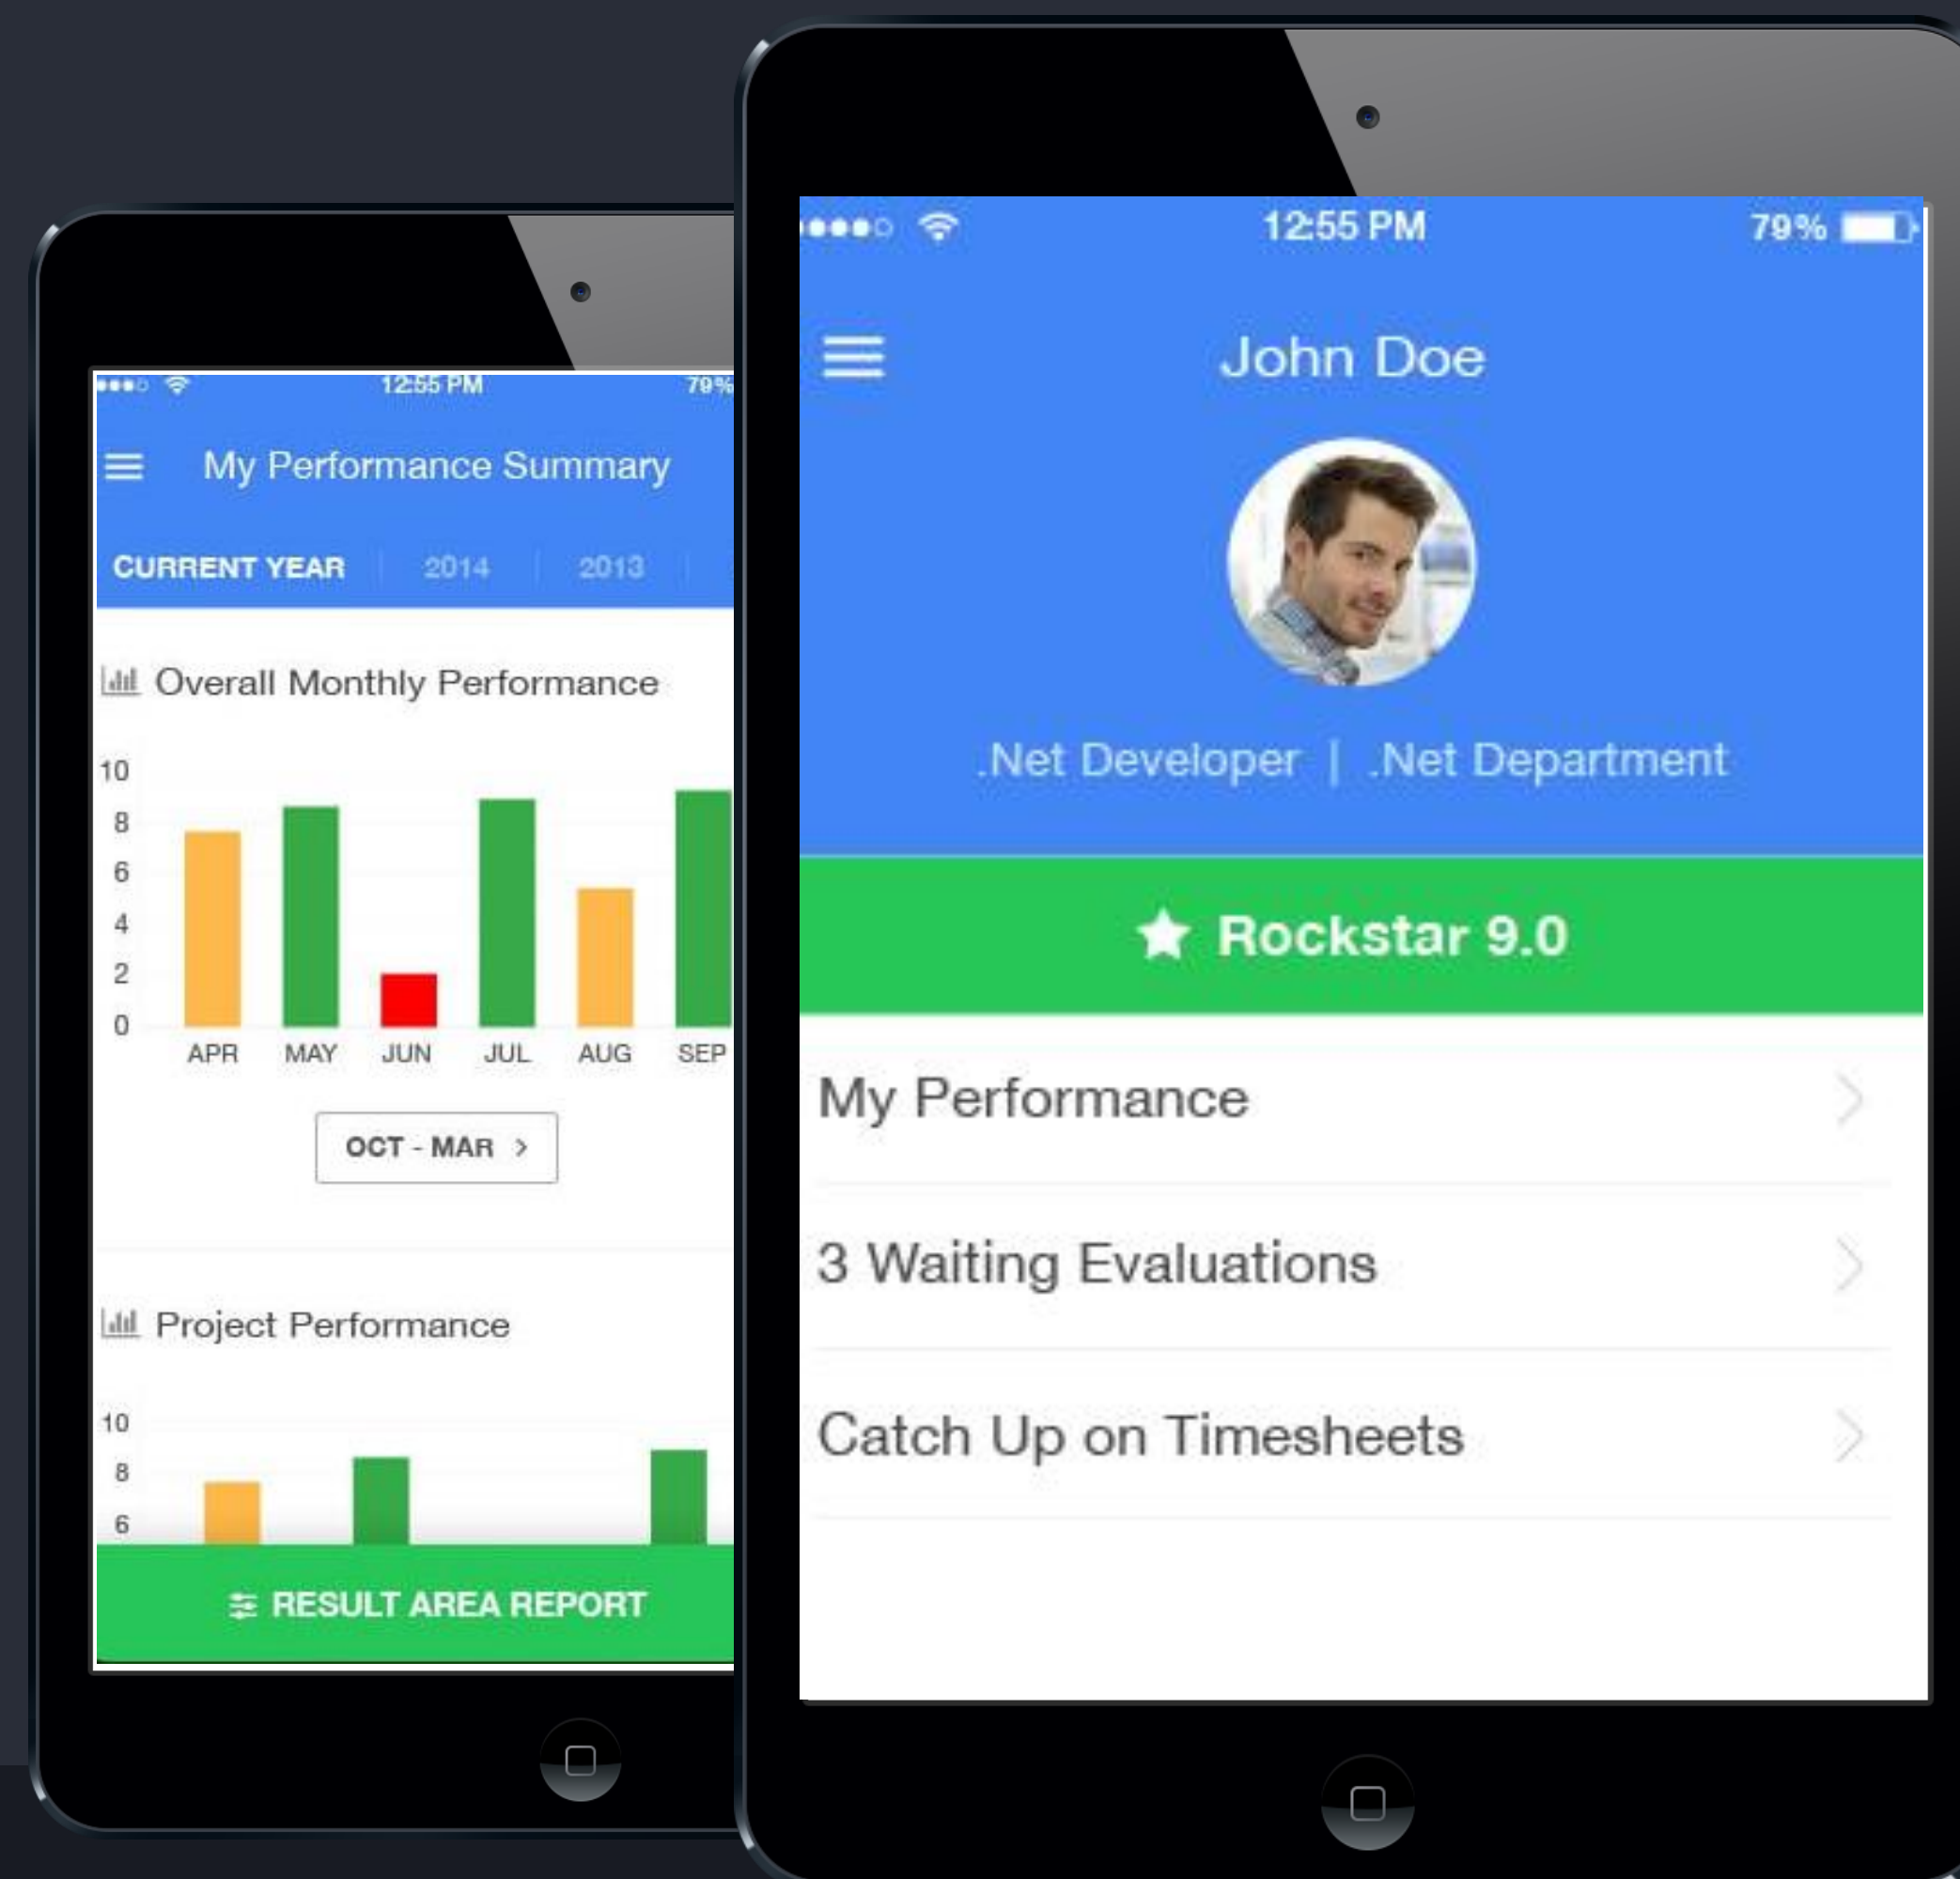 12:55 PM 79%
My Performance Summary
CURRENT YEAR 2014 2013
Overall Monthly Performance
10
8
6
4
2
0
APR MAY JUN JUL AUG SEP
OCT - MAR >
Project Performance
10
8
6
RESULT AREA REPORT
12:55 PM 79%
John Doe
.Net Developer | .Net Department
Rockstar 9.0
My Performance
3 Waiting Evaluations
Catch Up on Timesheets